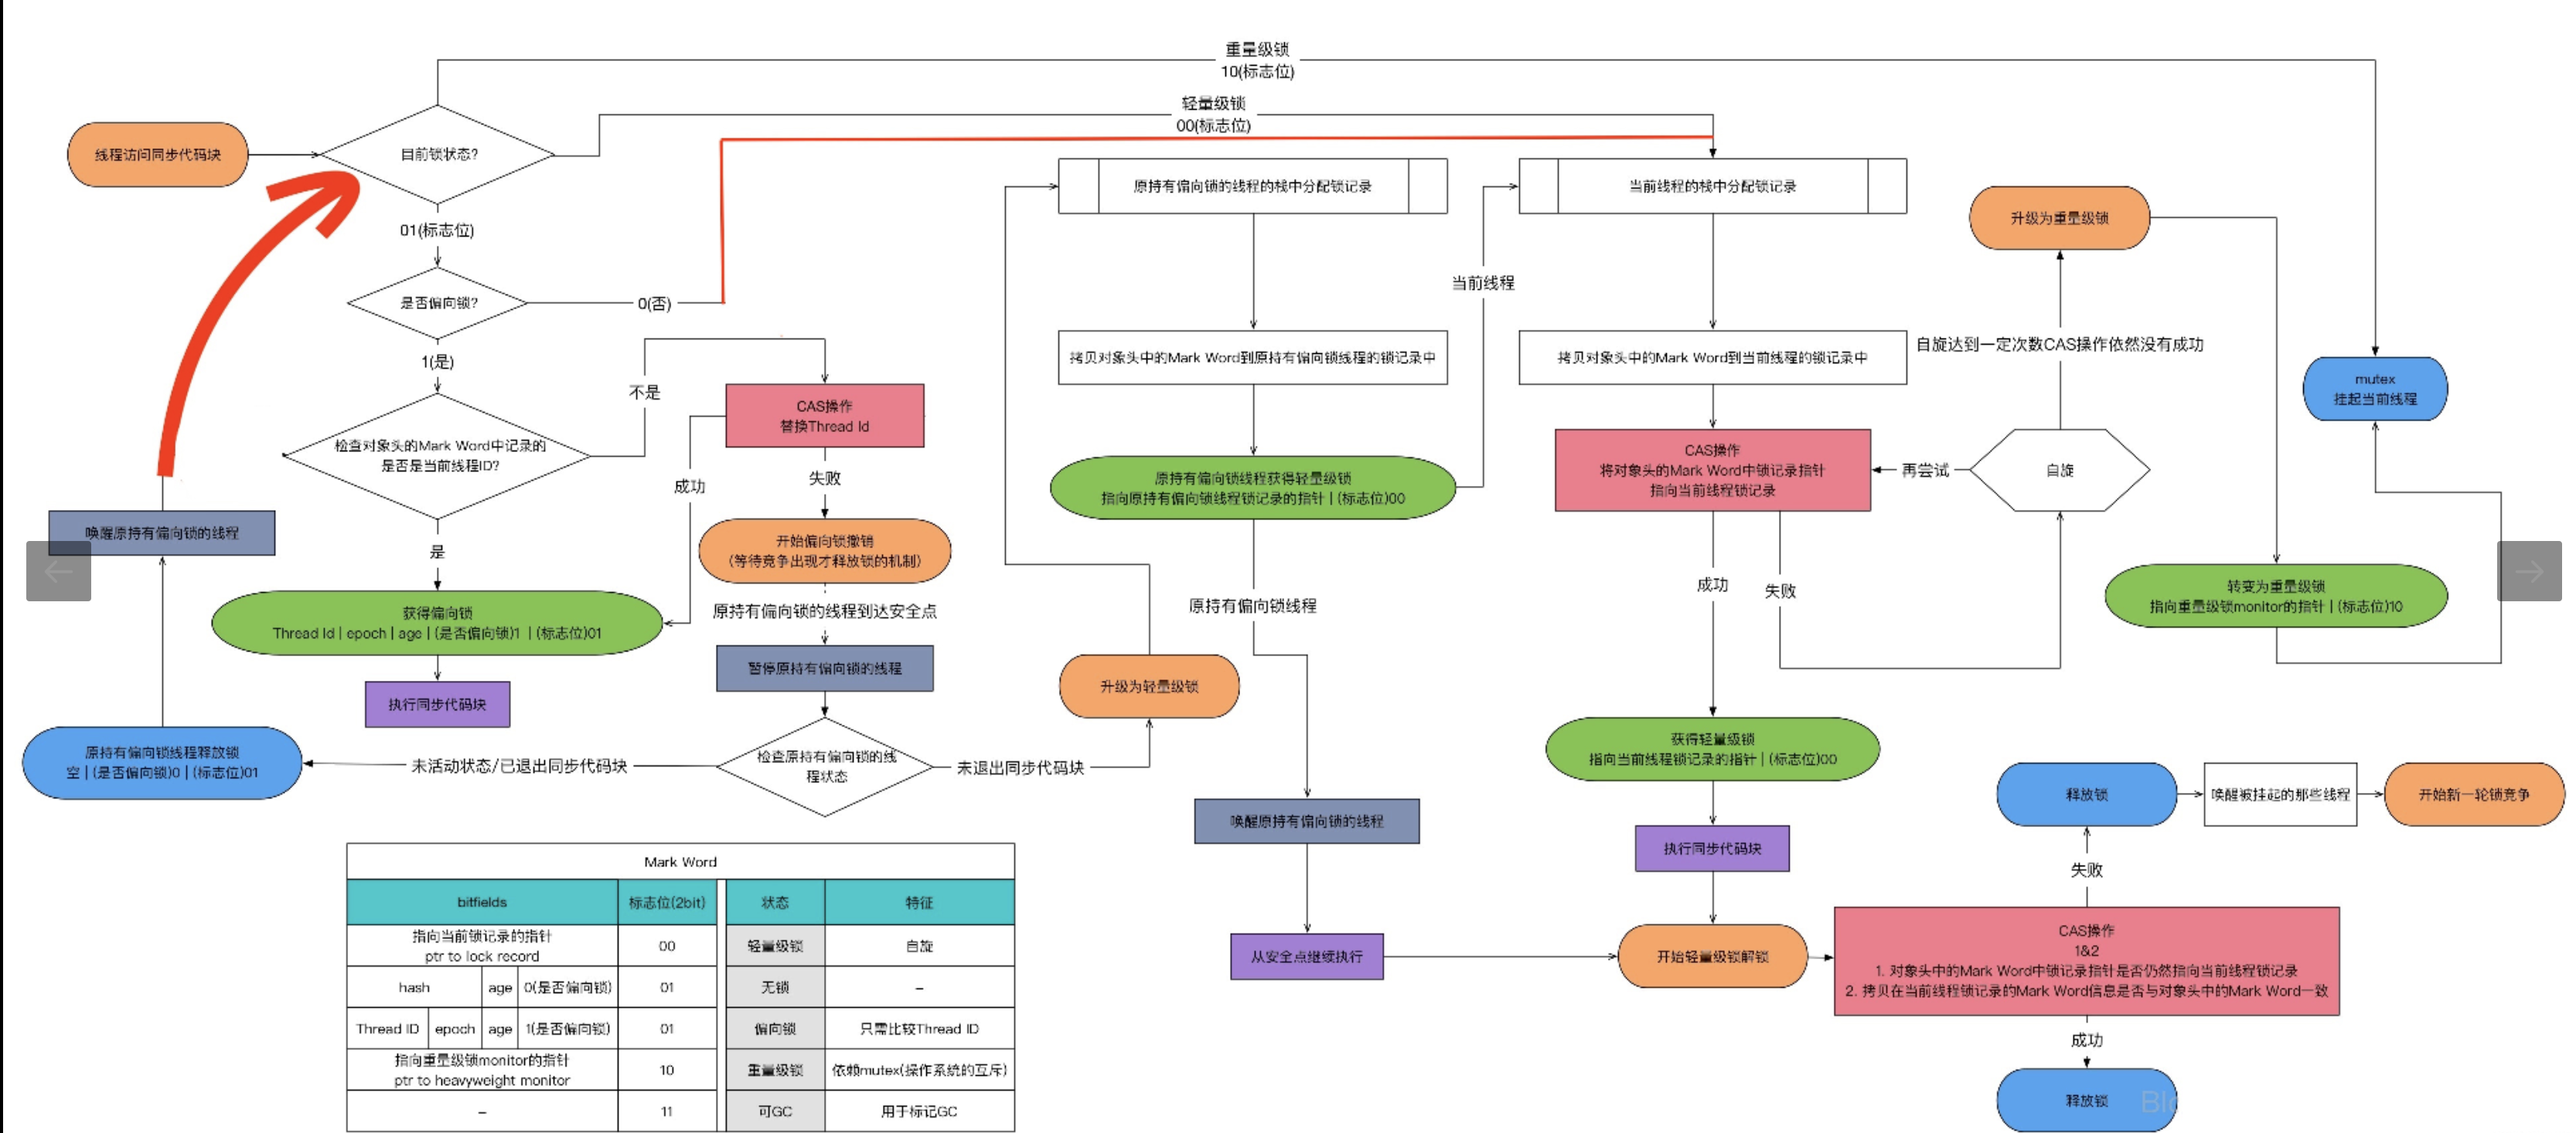 重量级锁
10(标志位)
轻量级锁
00(标志位)
线程访问同步代码块
目前锁状态?
原持有偏向锁的线程的栈中分配锁记录
当前线程的栈中分配锁记录
升级为重量级锁
01(标志位)
当前线程
是否偏向锁?
0(否)
自旋达到一定次数CAS操作依然没有成功
拷贝对象头中的Mark Word到原持有偏向锁线程的锁记录中
拷贝对象头中的Mark Word到当前线程的锁记录中
1(是)
mutex
挂起当前线程
不是
CAS操作
替换Thread Id
检查对象头的Mark Word中记录的
是否是当前线程ID?
CAS操作
将对象头的Mark Word中锁记录指针
指向当前线程锁记录
再尝试
自旋
失败
成功
原持有偏向锁线程获得轻量级锁
指向原持有偏向锁线程锁记录的指针 | (标志位)00
唤醒原持有偏向锁的线程
是
开始偏向锁撤销
(等待竞争出现才释放锁的机制)
成功
失败
转变为重量级锁
指向重量级锁monitor的指针 | (标志位)10
原持有偏向锁的线程到达安全点
原持有偏向锁线程
获得偏向锁
Thread Id | epoch | age | (是否偏向锁)1 | (标志位)01
暂停原持有偏向锁的线程
升级为轻量级锁
执行同步代码块
原持有偏向锁线程释放锁
空 | (是否偏向锁)0 | (标志位)01
未活动状态/已退出同步代码块
检查原持有偏向锁的线
程状态
未退出同步代码块
获得轻量级锁
指向当前线程锁记录的指针 | (标志位)00
释放锁
唤醒被挂起的那些线程
开始新一轮锁竞争
唤醒原持有偏向锁的线程
执行同步代码块
失败
从安全点继续执行
开始轻量级锁解锁
CAS操作
1&2
1. 对象头中的Mark Word中锁记录指针是否仍然指向当前线程锁记录
2. 拷贝在当前线程锁记录的Mark Word信息是否与对象头中的Mark Word一致
成功
释放锁
Mark Word
bitfields 标志位(2bit) 状态 特征
指向当前锁记录的指针
ptr to lock record 00 轻量级锁 自旋
hash age 0(是否偏向锁) 01 无锁 –
Thread ID epoch age 1(是否偏向锁) 01 偏向锁 只需比较Thread ID
指向重量级锁monitor的指针
ptr to heavyweight monitor 10 重量级锁 依赖mutex(操作系统的互斥)
– 11 可GC 用于标记GC